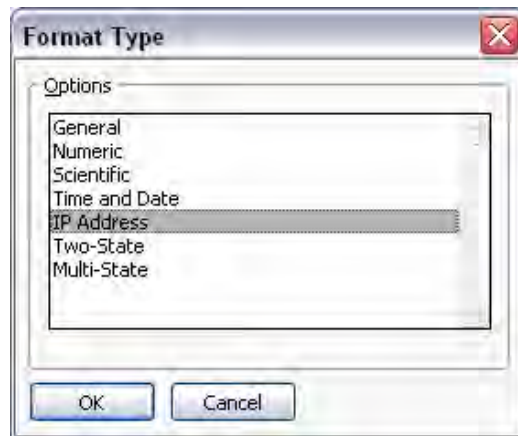 Format Type
Options
General
Numeric
Scientific
Time and Date
IP Address
Two-State
Multi-State
OK
Cancel